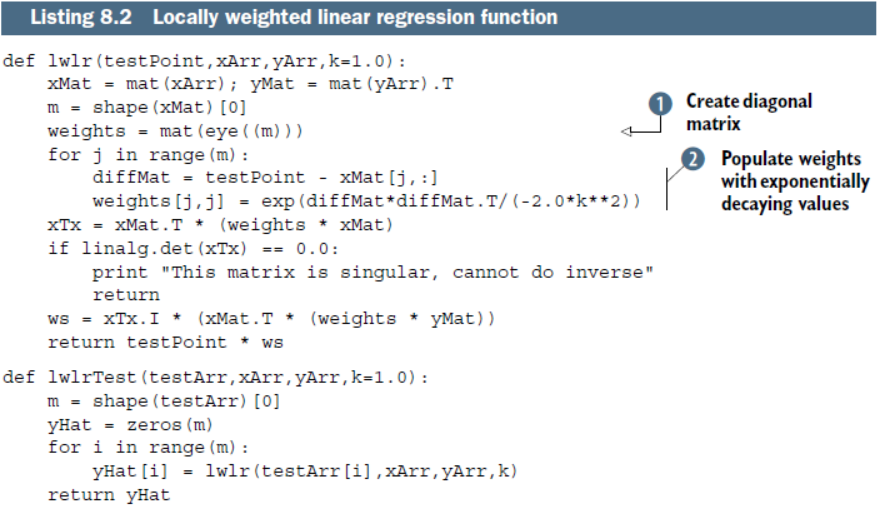 Listing 8.2 Locally weighted linear regression function
def lwlr(testPoint,xArr,yArr,k=1.0):
    xMat = mat(xArr); yMat = mat(yArr).T
    m = shape(xMat)[0]
    weights = mat(eye((m)))
    for j in range(m):
        diffMat = testPoint - xMat[j,:]
        weights[j,j] = exp(diffMat*diffMat.T/(-2.0*k**2))
    xTx = xMat.T * (weights * xMat)
    if linalg.det(xTx) == 0.0:
        print "This matrix is singular, cannot do inverse"
        return
    ws = xTx.I * (xMat.T * (weights * yMat))
    return testPoint * ws
def lwlrTest(testArr,xArr,yArr,k=1.0):
    m = shape(testArr)[0]
    yHat = zeros(m)
    for i in range(m):
        yHat[i] = lwlr(testArr[i],xArr,yArr,k)
    return yHat
1 Create diagonal
matrix
2 Populate weights
with exponentially
decaying values